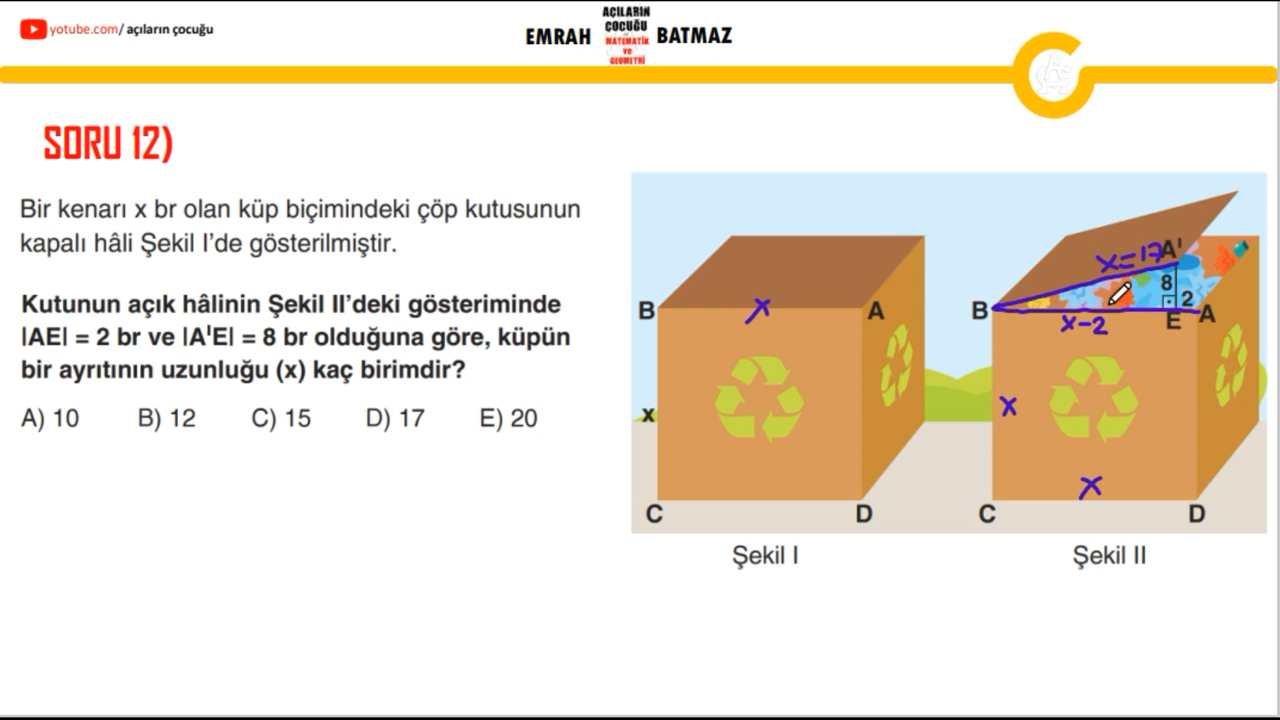 yotube.com/ açıların çocuğu
EMRAH
AÇILARIN
ÇOCUĞU
MATEMATİK
ve
GEOMETRİ
BATMAZ
SORU 12)
Bir kenarı x br olan küp biçimindeki çöp kutusunun
kapalı hâli Şekil I’de gösterilmiştir.
Kutunun açık hâlinin Şekil II’deki gösteriminde
|AE| = 2 br ve |A'E| = 8 br olduğuna göre, küpün
bir ayrıtının uzunluğu (x) kaç birimdir?
A) 10 B) 12 C) 15 D) 17 E) 20
B
x
A
x
C
D
Şekil I
x=17
A'
8
B
2
x-2
E
A
x
x
C
D
Şekil II